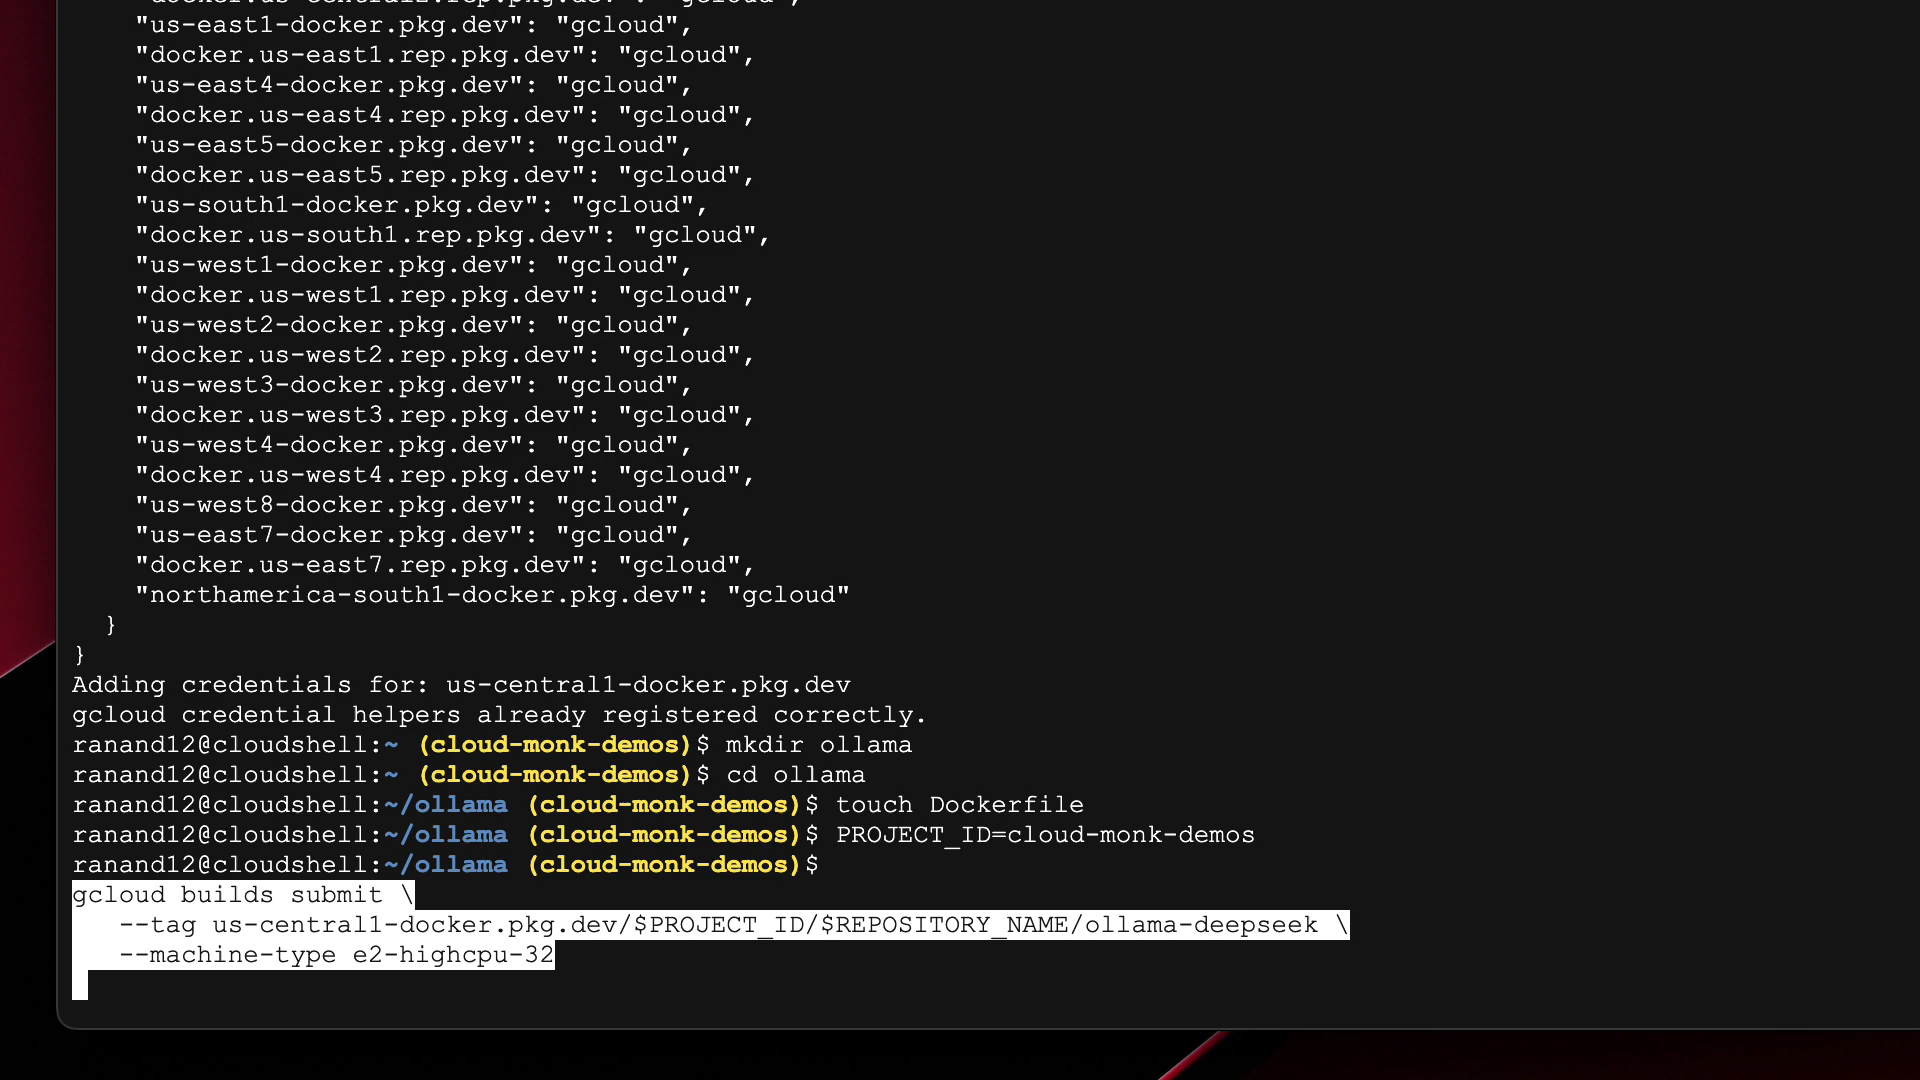 "us-east1-docker.pkg.dev": "gcloud",
"docker.us-east1.rep.pkg.dev": "gcloud",
"us-east4-docker.pkg.dev": "gcloud",
"docker.us-east4.rep.pkg.dev": "gcloud",
"us-east5-docker.pkg.dev": "gcloud",
"docker.us-east5.rep.pkg.dev": "gcloud",
"us-south1-docker.pkg.dev": "gcloud",
"docker.us-south1.rep.pkg.dev": "gcloud",
"us-west1-docker.pkg.dev": "gcloud",
"docker.us-west1.rep.pkg.dev": "gcloud",
"us-west2-docker.pkg.dev": "gcloud",
"docker.us-west2.rep.pkg.dev": "gcloud",
"us-west3-docker.pkg.dev": "gcloud",
"docker.us-west3.rep.pkg.dev": "gcloud",
"us-west4-docker.pkg.dev": "gcloud",
"docker.us-west4.rep.pkg.dev": "gcloud",
"us-west8-docker.pkg.dev": "gcloud",
"us-east7-docker.pkg.dev": "gcloud",
"docker.us-east7.rep.pkg.dev": "gcloud",
"northamerica-south1-docker.pkg.dev": "gcloud"
}
}
Adding credentials for: us-central1-docker.pkg.dev
gcloud credential helpers already registered correctly.
ranand12@cloudshell:~ (cloud-monk-demos)$ mkdir ollama
ranand12@cloudshell:~ (cloud-monk-demos)$ cd ollama
ranand12@cloudshell:~/ollama (cloud-monk-demos)$ touch Dockerfile
ranand12@cloudshell:~/ollama (cloud-monk-demos)$ PROJECT_ID=cloud-monk-demos
ranand12@cloudshell:~/ollama (cloud-monk-demos)$
gcloud builds submit \
--tag us-central1-docker.pkg.dev/$PROJECT_ID/$REPOSITORY_NAME/ollama-deepseek \
--machine-type e2-highcpu-32